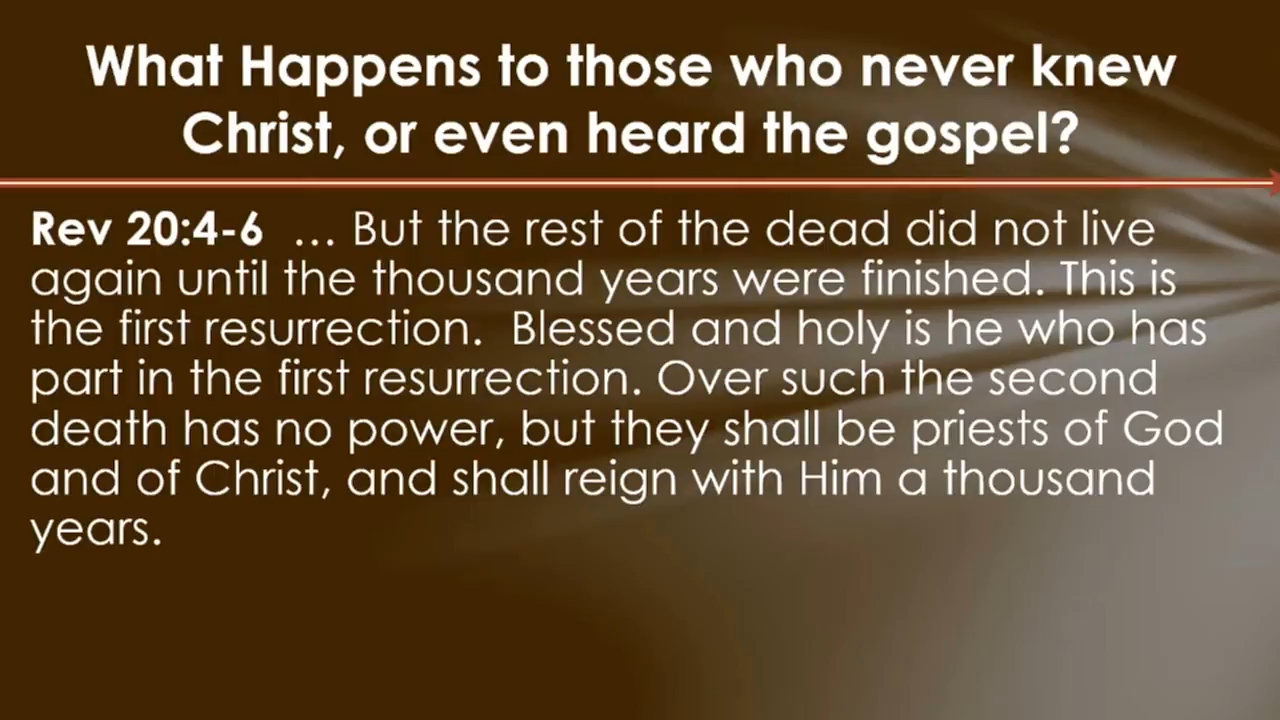 What Happens to those who never knew
Christ, or even heard the gospel?
Rev 20:4-6 … But the rest of the dead did not live
again until the thousand years were finished. This is
the first resurrection. Blessed and holy is he who has
part in the first resurrection. Over such the second
death has no power, but they shall be priests of God
and of Christ, and shall reign with Him a thousand
years.